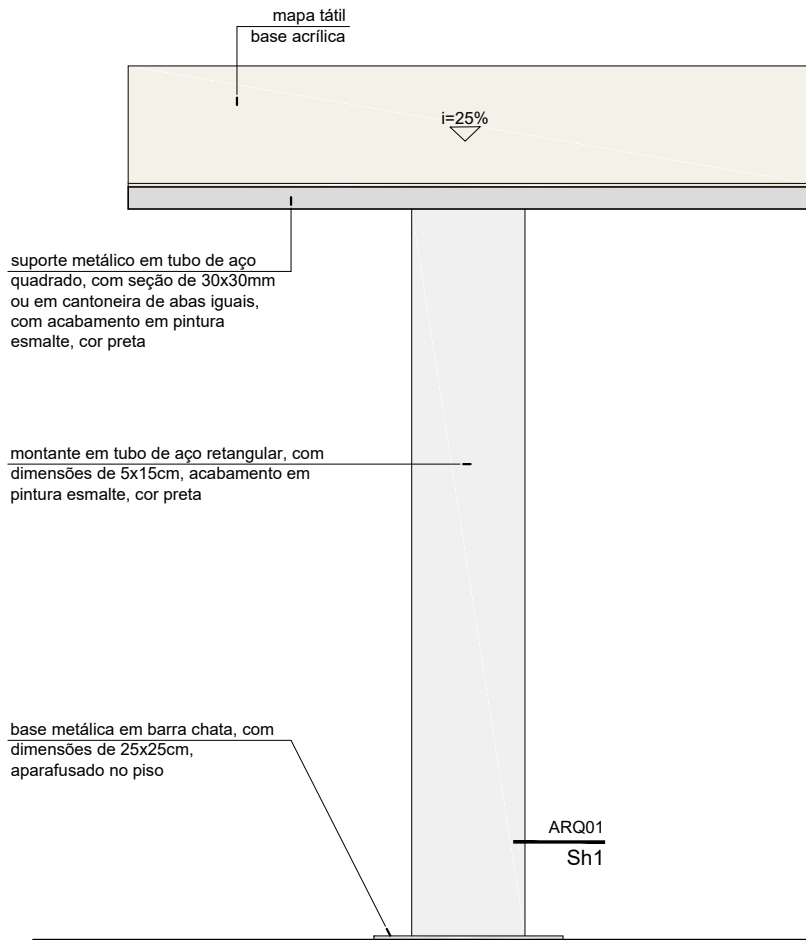 mapa tátil
base acrílica
i=25%
suporte metálico em tubo de aço
quadrado, com seção de 30x30mm
ou em cantoneira de abas iguais,
com acabamento em pintura
esmalte, cor preta
montante em tubo de aço retangular, com
dimensões de 5x15cm, acabamento em
pintura esmalte, cor preta
base metálica em barra chata, com
dimensões de 25x25cm,
aparafusado no piso
ARQ01
Sh1